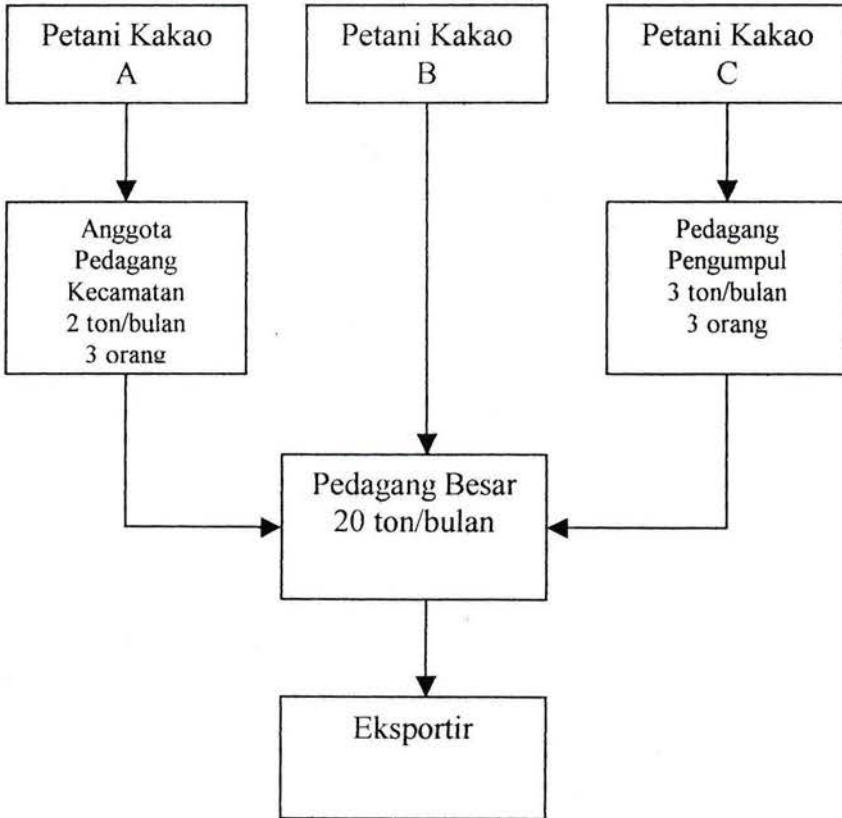 Petani Kakao
A
Petani Kakao
B
Petani Kakao
C
Anggota
Pedagang
Kecamatan
2 ton/bulan
3 orang
Pedagang
Pengumpul
3 ton/bulan
3 orang
Pedagang Besar
20 ton/bulan
Eksportir